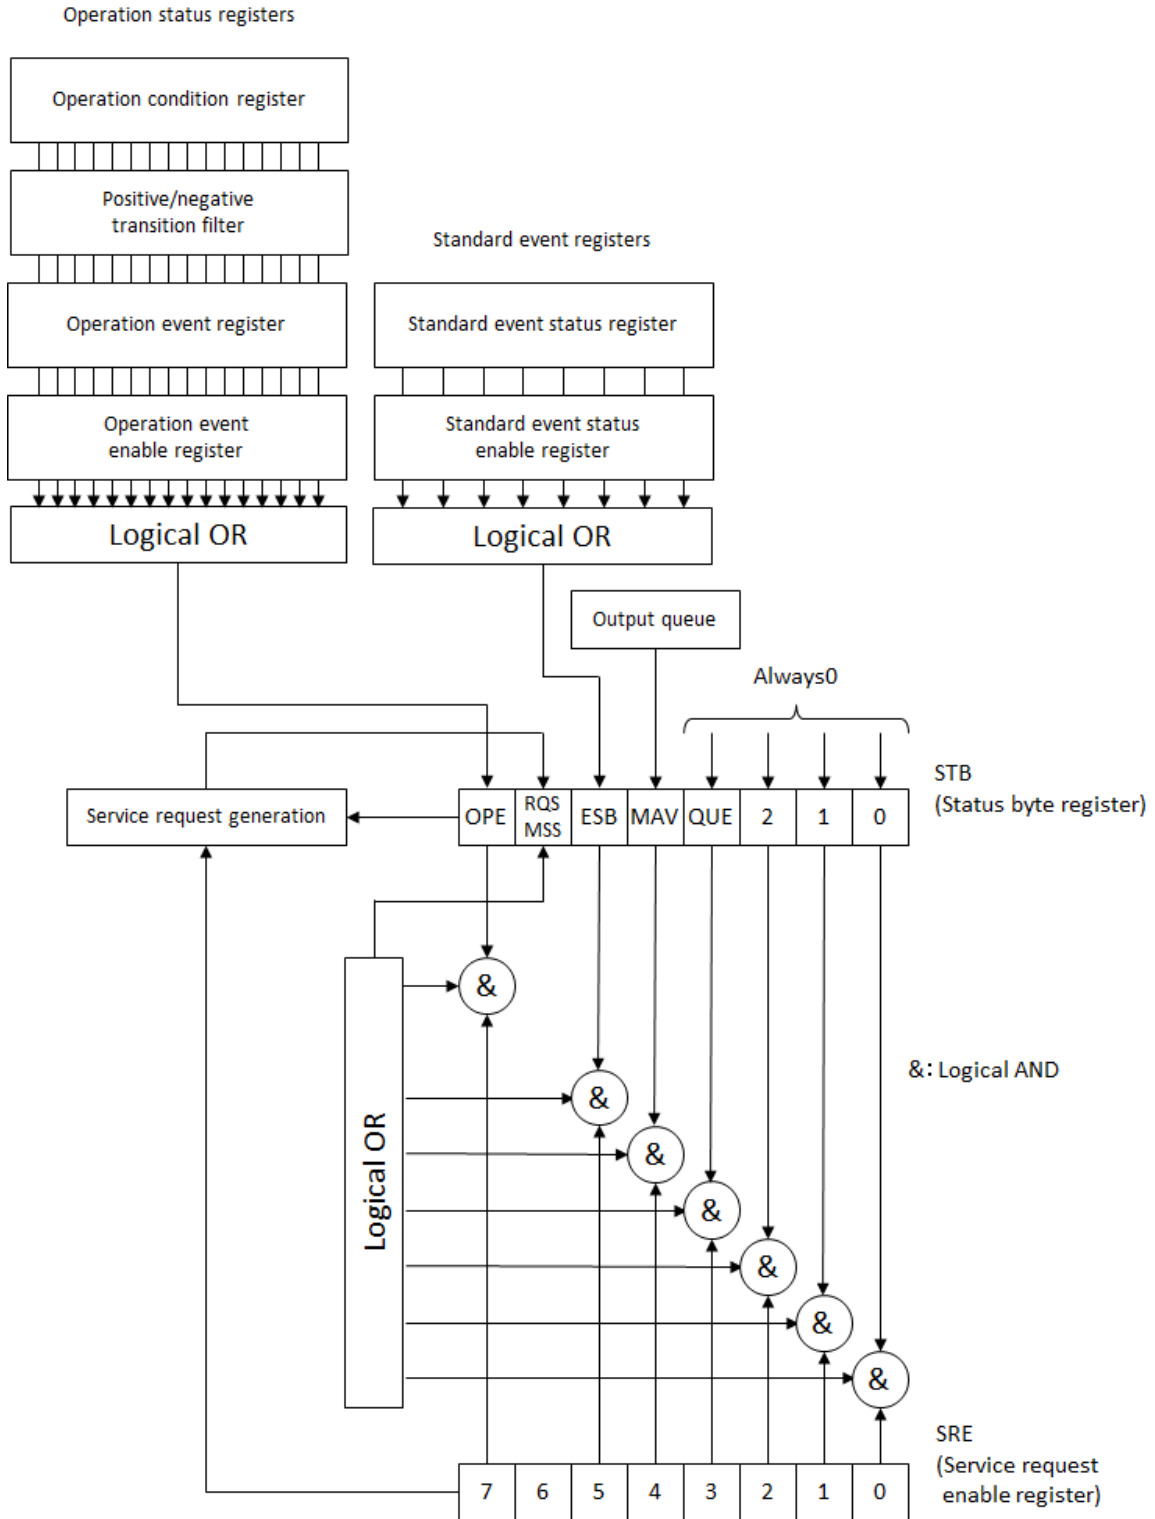 Operation status registers
Operation condition register
Positive/negative
transition filter
Standard event registers
Operation event register
Standard event status register
Operation event
enable register
Standard event status
enable register
Logical OR
Logical OR
Output queue
Always0
STB
(Status byte register)
Service request generation
OPE
RQS
MSS
ESB
MAV
QUE
2
1
0
&
&
&: Logical AND
&
&
&
&
&
Logical OR
SRE
(Service request
enable register)
7
6
5
4
3
2
1
0